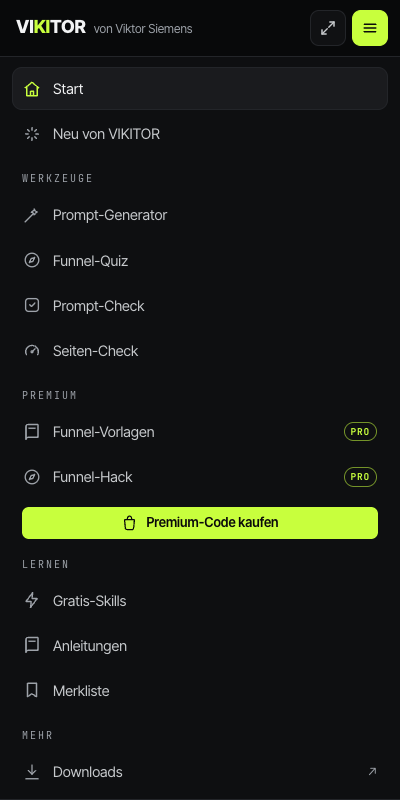 VIKITOR von Viktor Siemens
Start
Neu von VIKITOR
WERKZEUGE
Prompt-Generator
Funnel-Quiz
Prompt-Check
Seiten-Check
PREMIUM
Funnel-Vorlagen PRO
Funnel-Hack PRO
Premium-Code kaufen
LERNEN
Gratis-Skills
Anleitungen
Merkliste
MEHR
Downloads